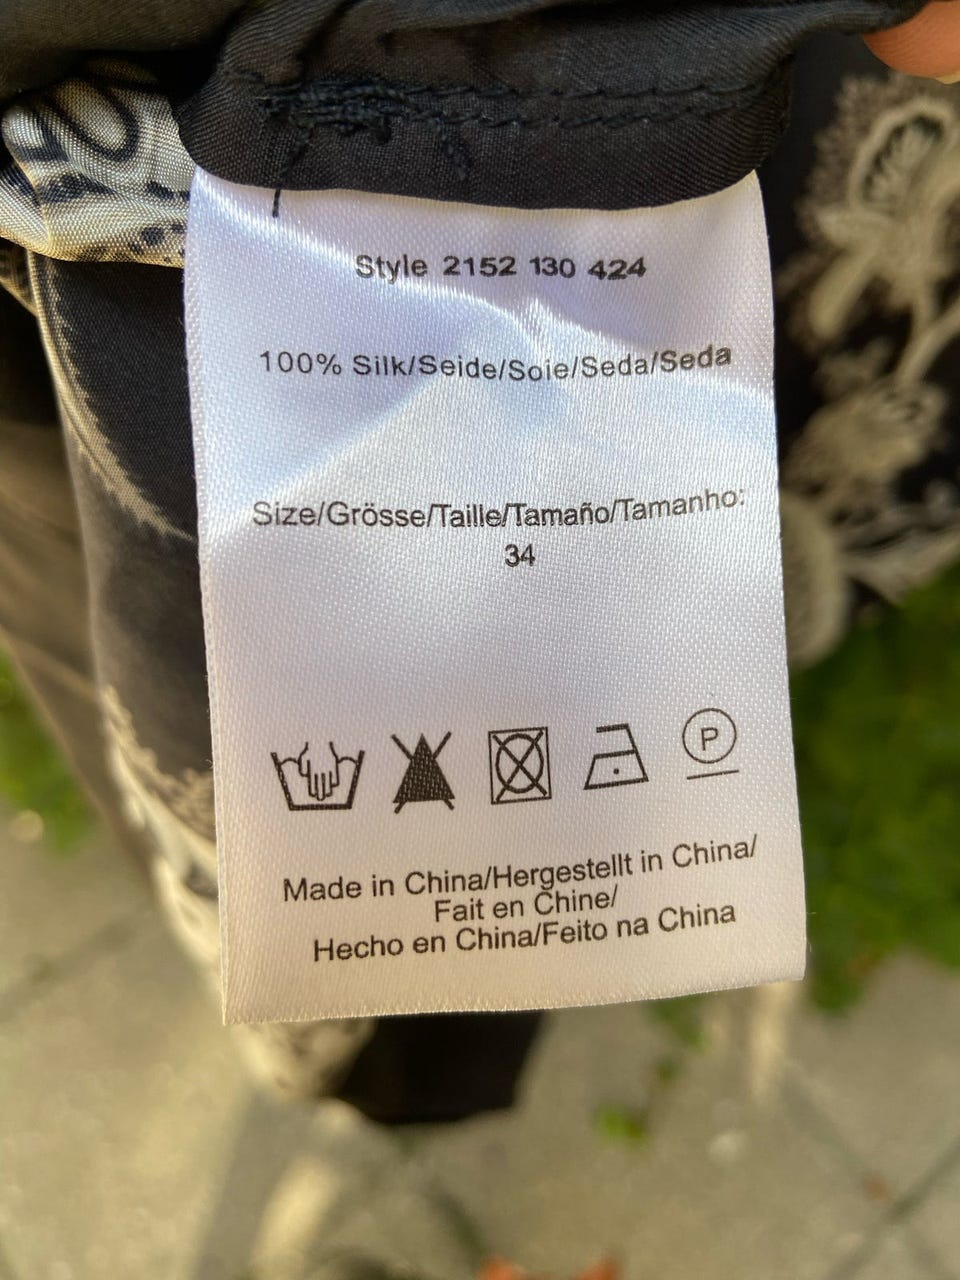 Style 2152 130 424
100% Silk/Seide/Soie/Seda/Seda
Size/Grösse/Taille/Tamaño/Tamanho:
34
P
Made in China/Hergestellt in China/
Fait en Chine/
Hecho en China/Feito na China